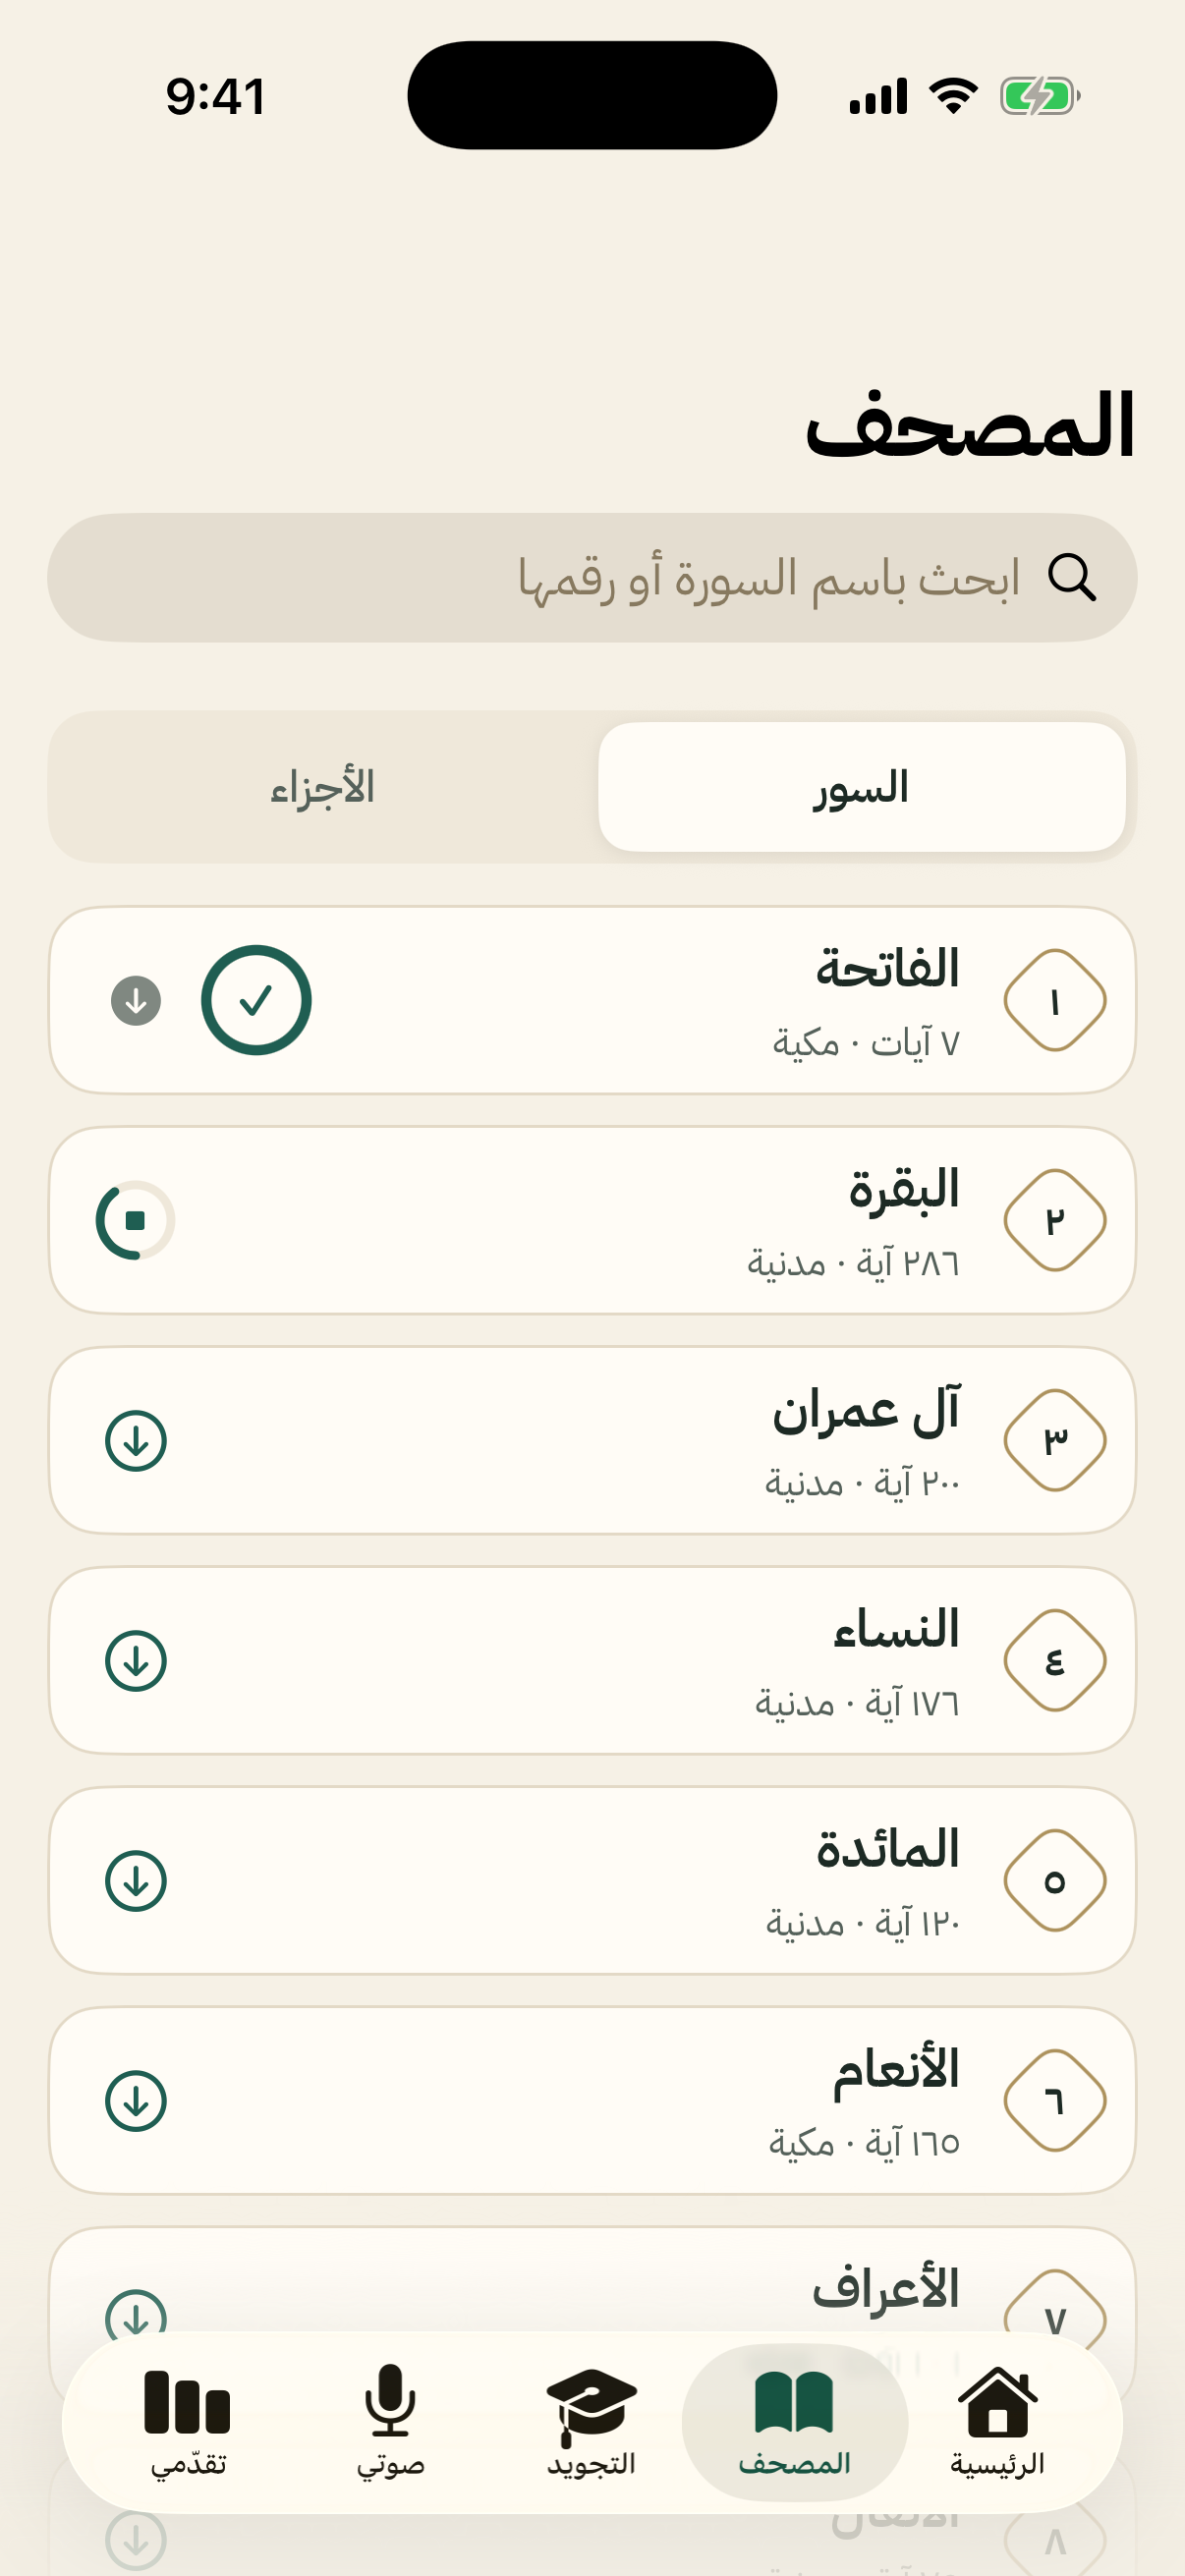 9:41
المصحف
ابحث باسم السورة أو رقمها
السور
الأجزاء
١
الفاتحة
٧ آيات · مكية
٢
البقرة
٢٨٦ آية · مدنية
٣
آل عمران
٢٠٠ آية · مدنية
٤
النساء
١٧٦ آية · مدنية
٥
المائدة
١٢٠ آية · مدنية
٦
الأنعام
١٦٥ آية · مكية
٧
الأعراف
الرئيسية
المصحف
التجويد
صوتي
تقدّمي
٨